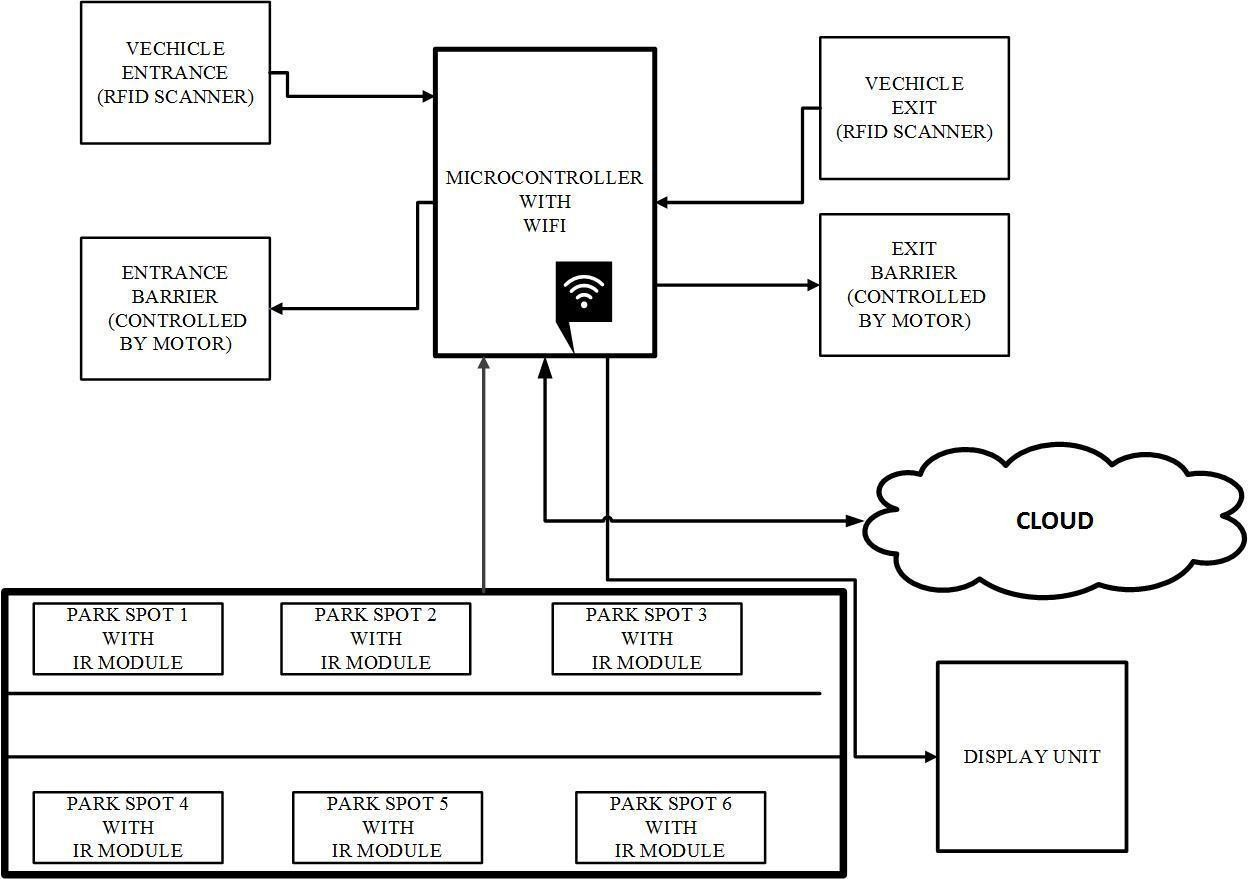 VECHICLE
ENTRANCE
(RFID SCANNER)
MICROCONTROLLER
WITH
WIFI
VECHICLE
EXIT
(RFID SCANNER)
ENTRANCE
BARRIER
(CONTROLLED
BY MOTOR)
EXIT
BARRIER
(CONTROLLED
BY MOTOR)
CLOUD
PARK SPOT 1
WITH
IR MODULE
PARK SPOT 2
WITH
IR MODULE
PARK SPOT 3
WITH
IR MODULE
DISPLAY UNIT
PARK SPOT 4
WITH
IR MODULE
PARK SPOT 5
WITH
IR MODULE
PARK SPOT 6
WITH
IR MODULE